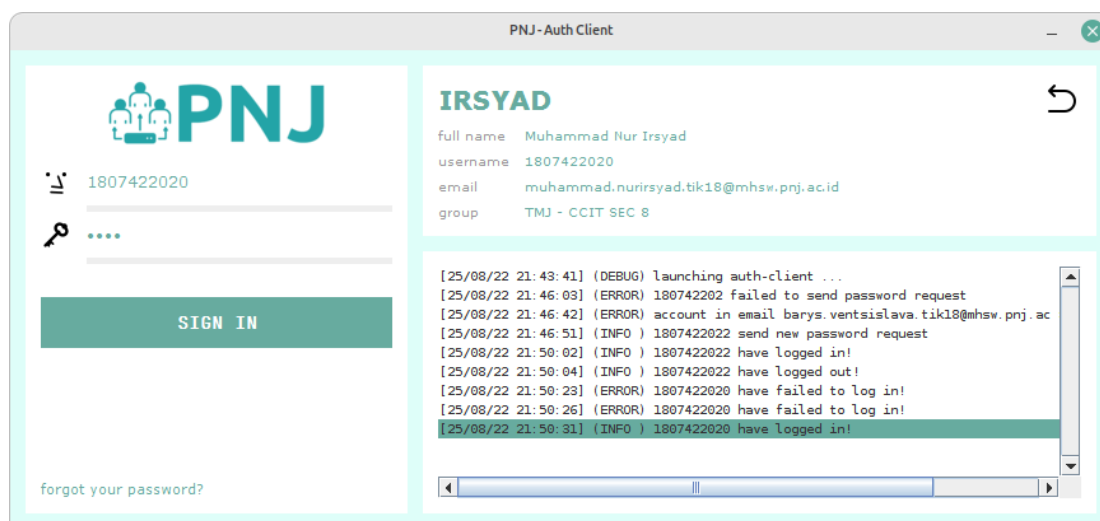 PNJ - Auth Client
PNJ
1807422020
••••
SIGN IN
forgot your password?
IRSYAD
full name Muhammad Nur Irsyad
username 1807422020
email muhammad.nurirsyad.tik18@mhsw.pnj.ac.id
group TMJ - CCIT SEC 8
[25/08/22 21:43:41] (DEBUG) launching auth-client ...
[25/08/22 21:46:03] (ERROR) 180742202 failed to send password request
[25/08/22 21:46:42] (ERROR) account in email barys.ventsislava.tik18@mhsw.pnj.ac
[25/08/22 21:46:51] (INFO ) 1807422022 send new password request
[25/08/22 21:50:02] (INFO ) 1807422022 have logged in!
[25/08/22 21:50:04] (INFO ) 1807422022 have logged out!
[25/08/22 21:50:23] (ERROR) 1807422020 have failed to log in!
[25/08/22 21:50:26] (ERROR) 1807422020 have failed to log in!
[25/08/22 21:50:31] (INFO ) 1807422020 have logged in!